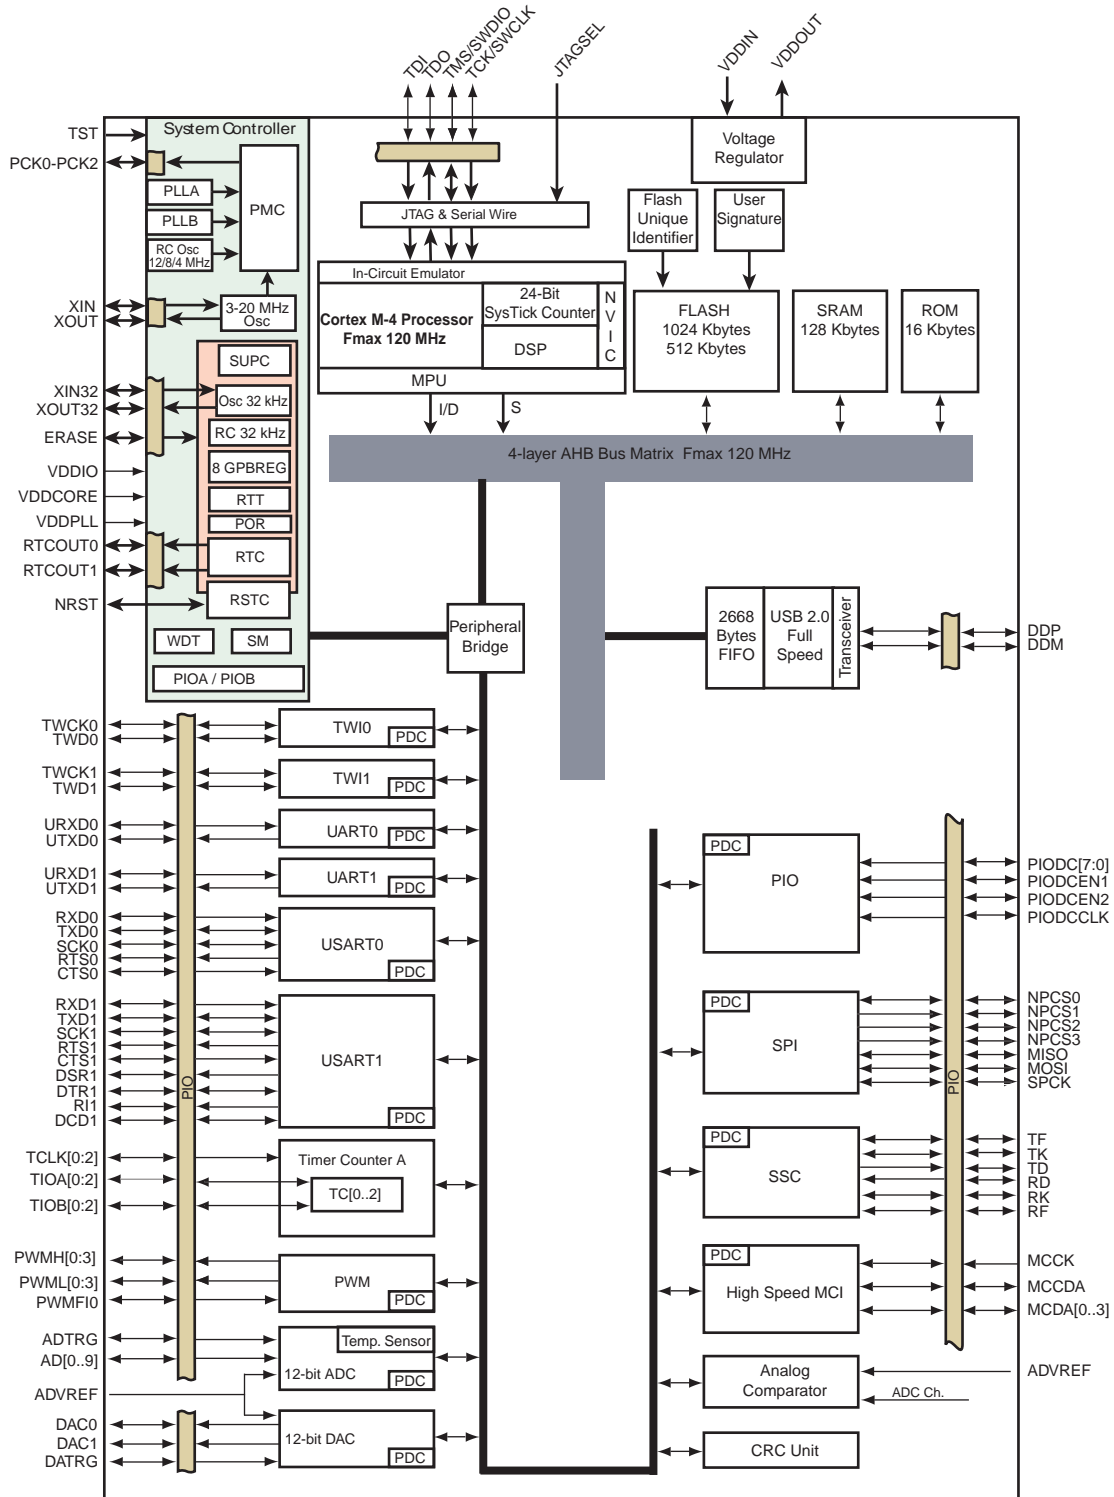 TDI
TDO
TMS/SWDIO
TCK/SWCLK
JTAGSEL
VDDIN
VDDOUT
System Controller
TST
PCK0-PCK2
PLLA
PLLB
RC Osc
12/8/4 MHz
PMC
XIN
XOUT
3-20 MHz
Osc
SUPC
XIN32
XOUT32
Osc 32 kHz
ERASE
RC 32 kHz
VDDIO
8 GPBREG
VDDCORE
RTT
VDDPLL
POR
RTCOUT0
RTCOUT1
RTC
NRST
RSTC
WDT
SM
PIOA / PIOB
JTAG & Serial Wire
In-Circuit Emulator
Cortex M-4 Processor
Fmax 120 MHz
24-Bit
SysTick Counter
DSP
N
V
I
C
MPU
I/D
S
Voltage
Regulator
Flash
Unique
Identifier
User
Signature
FLASH
1024 Kbytes
512 Kbytes
SRAM
128 Kbytes
ROM
16 Kbytes
4-layer AHB Bus Matrix Fmax 120 MHz
Peripheral
Bridge
2668
Bytes
FIFO
USB 2.0
Full
Speed
Transceiver
DDP
DDM
TWCK0
TWD0
TWI0
PDC
TWCK1
TWD1
TWI1
PDC
URXD0
UTXD0
UART0
PDC
URXD1
UTXD1
UART1
PDC
RXD0
TXD0
SCK0
RTS0
CTS0
USART0
PDC
RXD1
TXD1
SCK1
RTS1
CTS1
DSR1
DTR1
RI1
DCD1
PIO
USART1
PDC
TCLK[0:2]
TIOA[0:2]
TIOB[0:2]
Timer Counter A
TC[0..2]
PWMH[0:3]
PWML[0:3]
PWMFI0
PWM
PDC
ADTRG
AD[0..9]
Temp. Sensor
12-bit ADC
PDC
ADVREF
DAC0
DAC1
DATRG
12-bit DAC
PDC
PDC
PIO
PIODC[7:0]
PIODCEN1
PIODCEN2
PIODCCLK
PDC
SPI
NPCS0
NPCS1
NPCS2
NPCS3
MISO
MOSI
SPCK
PIO
PDC
SSC
TF
TK
TD
RD
RK
RF
PDC
High Speed MCI
MCCK
MCCDA
MCDA[0..3]
Analog
Comparator
ADVREF
ADC Ch.
CRC Unit